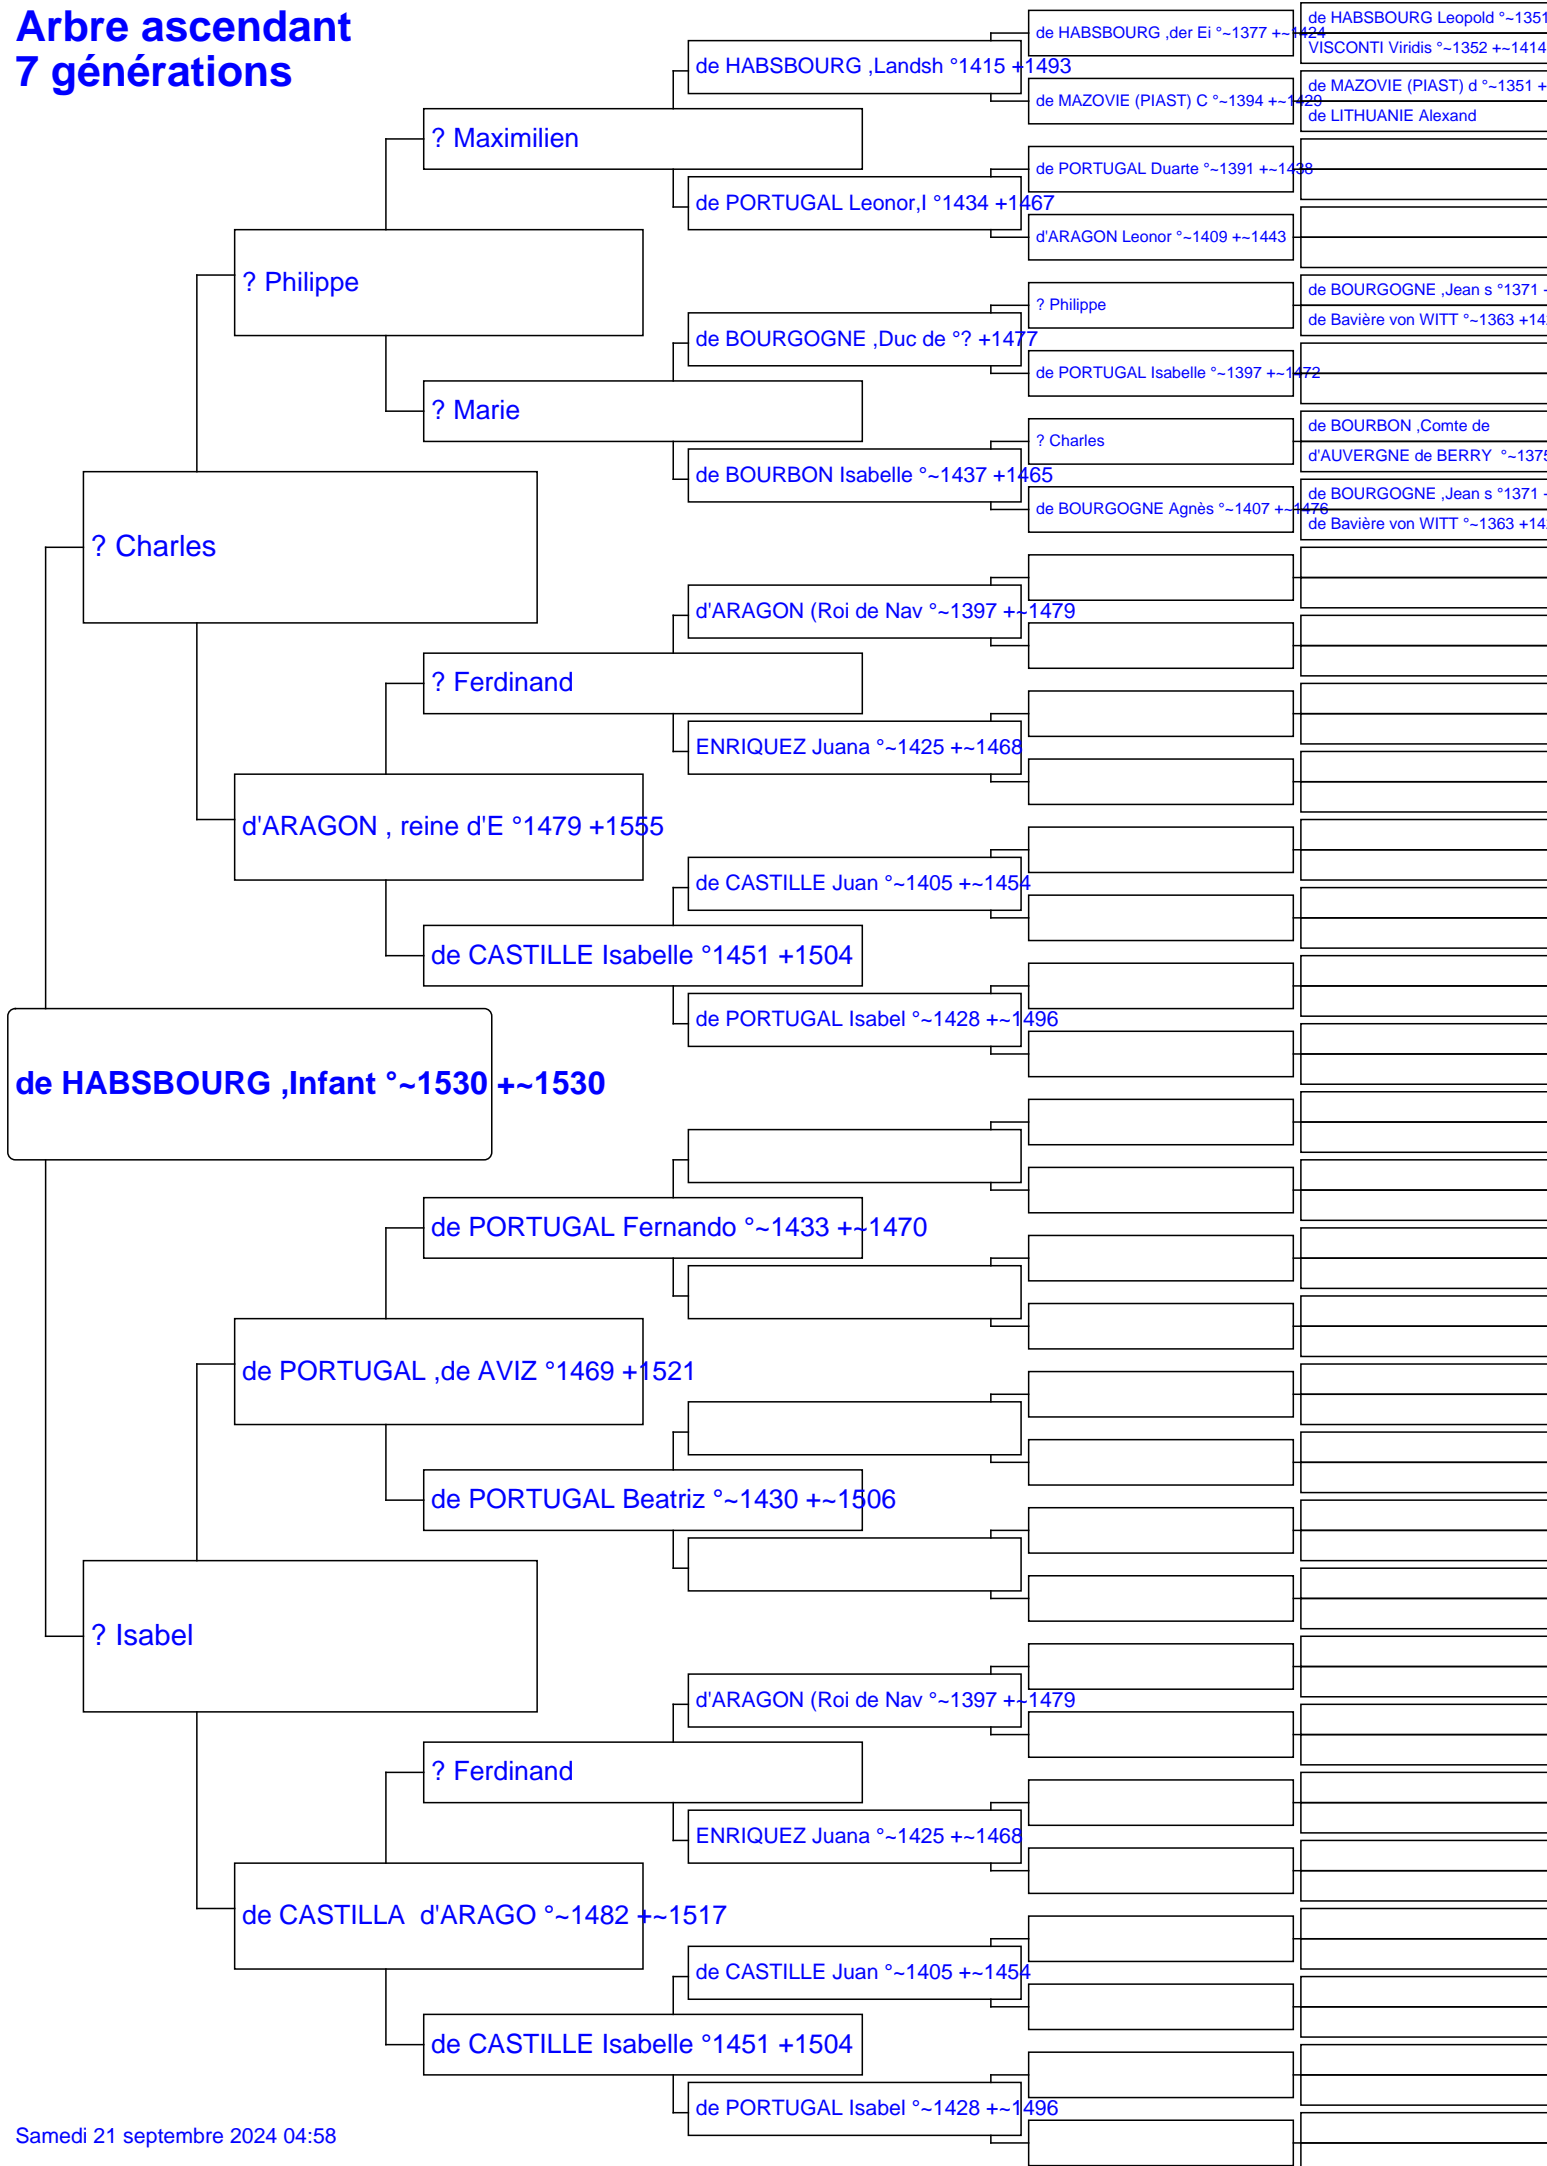 Arbre ascendant
7 générations
de HABSBOURG ,der Ei °~1377 +~1424
de HABSBOURG Leopold °~1351
VISCONTI Viridis °~1352 +~1414
de HABSBOURG ,Landsh °1415 +1493
de MAZOVIE (PIAST) C °~1394 +~1429
de MAZOVIE (PIAST) d °~1351 +
de LITHUANIE Alexand
? Maximilien
de PORTUGAL Duarte °~1391 +~1438
de PORTUGAL Leonor,I °1434 +1467
d'ARAGON Leonor °~1409 +~1443
? Philippe
? Philippe
de BOURGOGNE ,Jean s °1371 +
de Bavière von WITT °~1363 +14
de BOURGOGNE ,Duc de °? +1477
de PORTUGAL Isabelle °~1397 +~1472
? Marie
? Charles
de BOURBON ,Comte de
d'AUVERGNE de BERRY °~1375
de BOURBON Isabelle °~1437 +1465
de BOURGOGNE Agnès °~1407 +~1476
de BOURGOGNE ,Jean s °1371 +
de Bavière von WITT °~1363 +14
? Charles
d'ARAGON (Roi de Nav °~1397 +~1479
? Ferdinand
ENRIQUEZ Juana °~1425 +~1468
d'ARAGON , reine d'E °1479 +1555
de CASTILLE Juan °~1405 +~1454
de CASTILLE Isabelle °1451 +1504
de PORTUGAL Isabel °~1428 +~1496
de HABSBOURG ,Infant °~1530 +~1530
de PORTUGAL Fernando °~1433 +~1470
de PORTUGAL ,de AVIZ °1469 +1521
de PORTUGAL Beatriz °~1430 +~1506
? Isabel
d'ARAGON (Roi de Nav °~1397 +~1479
? Ferdinand
ENRIQUEZ Juana °~1425 +~1468
de CASTILLA  d'ARAGO °~1482 +~1517
de CASTILLE Juan °~1405 +~1454
de CASTILLE Isabelle °1451 +1504
de PORTUGAL Isabel °~1428 +~1496
Samedi 21 septembre 2024 04:58